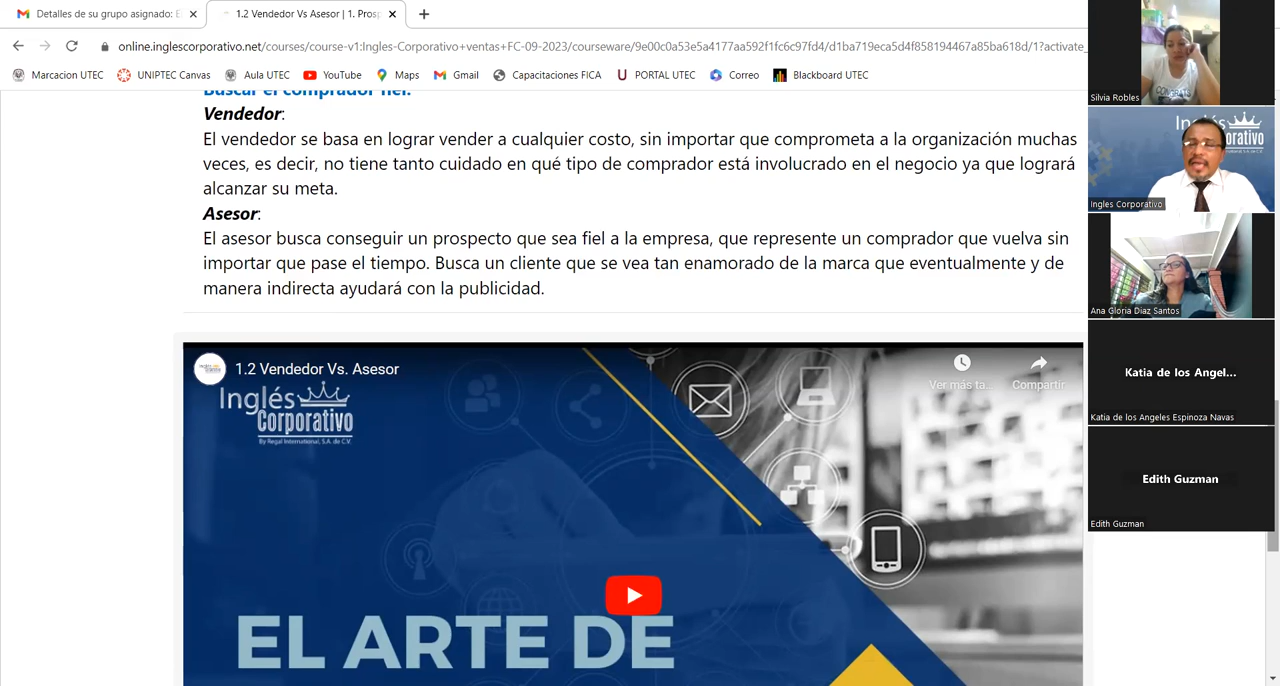 Detalles de su grupo asignado: E
1.2 Vendedor Vs Asesor | 1. Prosp
online.inglescorporativo.net/courses/course-v1:Ingles-Corporativo+ventas+FC-09-2023/courseware/9e00c0a53e5a4177aa592f1fc6c97fd4/d1ba719eca5d4f858194467a85ba618d/1?activate_
Marcacion UTEC
UNIPTEC Canvas
Aula UTEC
YouTube
Maps
Gmail
Capacitaciones FICA
PORTAL UTEC
Correo
Blackboard UTEC
Buscar el comprador fiel.
Vendedor:
El vendedor se basa en lograr vender a cualquier costo, sin importar que comprometa a la organización muchas
veces, es decir, no tiene tanto cuidado en qué tipo de comprador está involucrado en el negocio ya que logrará
alcanzar su meta.
Asesor:
El asesor busca conseguir un prospecto que sea fiel a la empresa, que represente un comprador que vuelva sin
importar que pase el tiempo. Busca un cliente que se vea tan enamorado de la marca que eventualmente y de
manera indirecta ayudará con la publicidad.
1.2 Vendedor Vs. Asesor
Ver más ta...
Compartir
Inglés
Corporativo
By Regal International, S.A. de C.V.
EL ARTE DE
Silvia Robles
Ingles Corporativo
Ana Gloria Diaz Santos
Katia de los Angel...
Katia de los Angeles Espinoza Navas
Edith Guzman
Edith Guzman